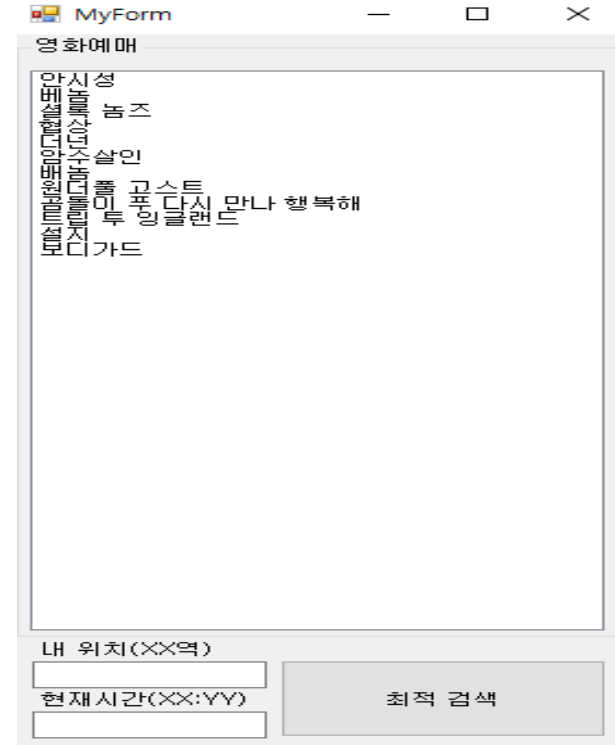 MyForm
영화예매
안시성
베놈
셜록 놈즈
협상
더넌
암수살인
배놈
원더풀 고스트
곰돌이 푸 다시 만나 행복해
트립 투 잉글랜드
설지
보디가드
내 위치(XX역)
현재시간(XX:YY)
최적 검색